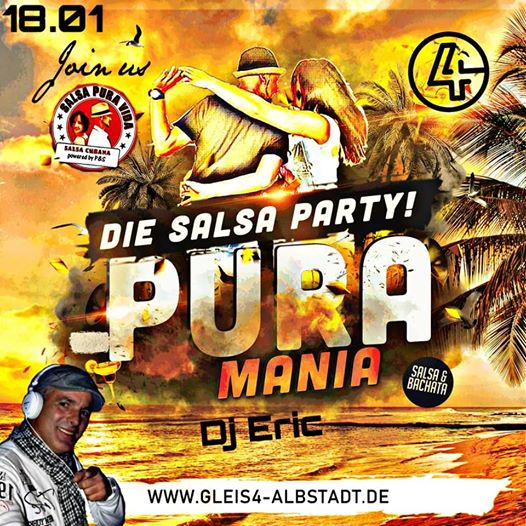 18.01
Join us
SALSA PURA VIDA
SALSA CUBANA
powered by P&S
4F
DIE SALSA PARTY!
PURA
MANIA
SALSA &
BACHATA
Dj Eric
WWW.GLEIS4-ALBSTADT.DE